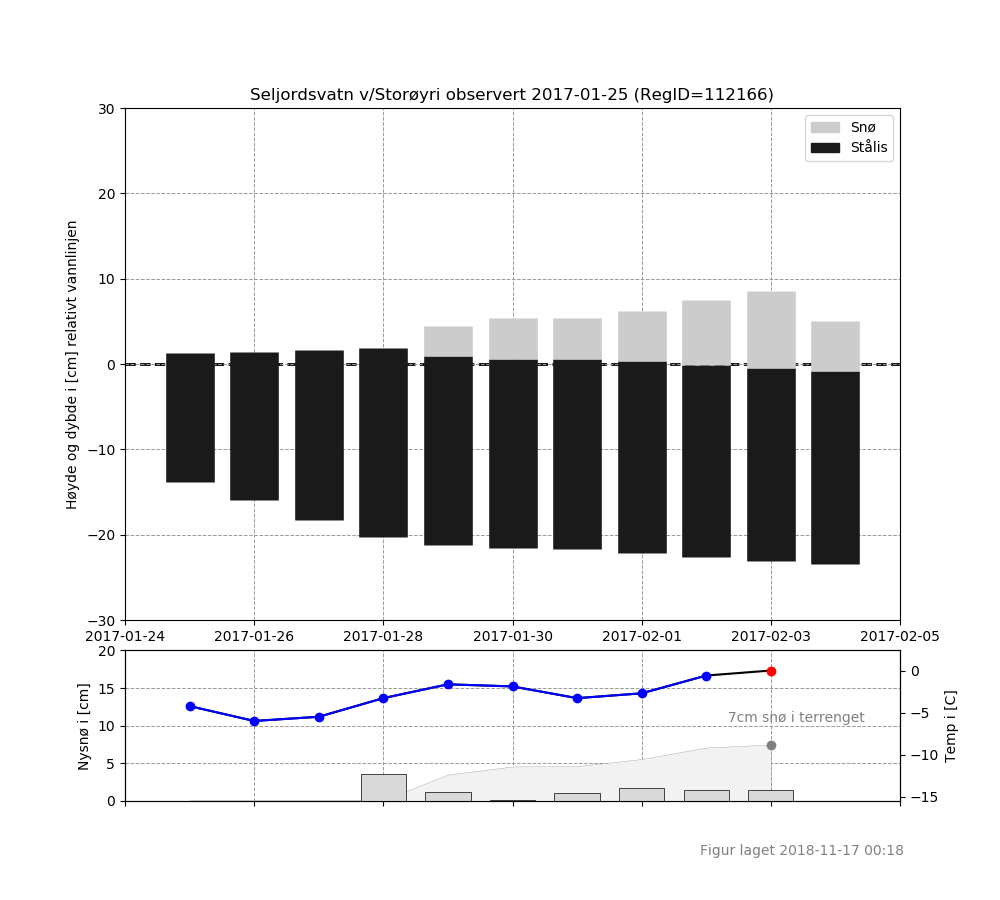 Seljordsvatn v/Storøyri observert 2017-01-25 (RegID=112166)
30
20
10
0
−10
−20
−30
Høyde og dybde i [cm] relativt vannlinjen
Snø
Stålis
2017-01-24
2017-01-26
2017-01-28
2017-01-30
2017-02-01
2017-02-03
2017-02-05
20
15
10
5
0
Nysnø i [cm]
7cm snø i terrenget
0
−5
−10
−15
Temp i [C]
Figur laget 2018-11-17 00:18